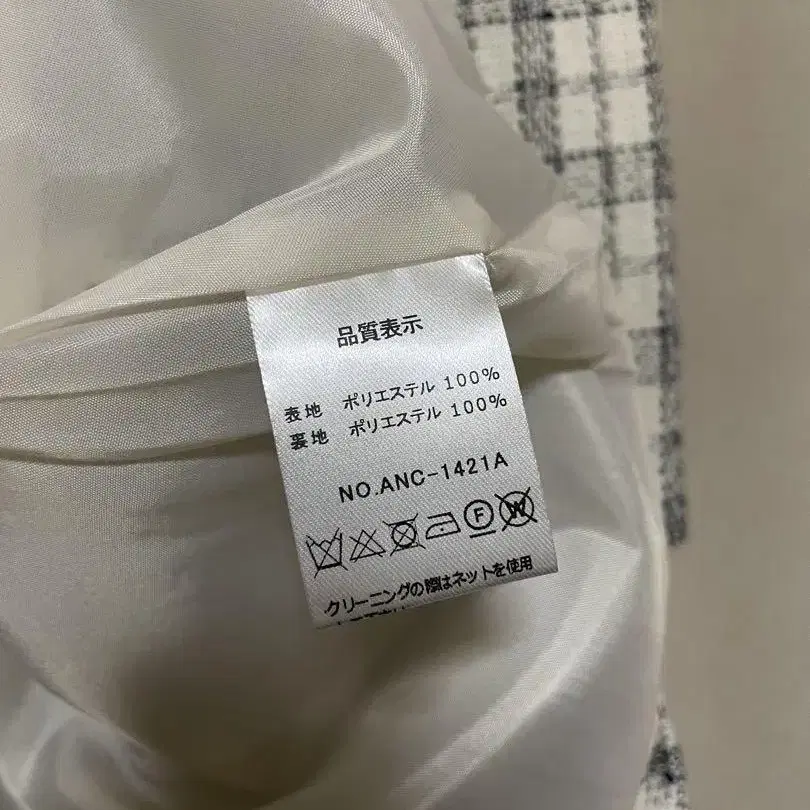 品質表示
表地 ポリエステル 100%
裏地 ポリエステル 100%
NO.ANC-1421A
F W
クリーニングの際はネットを使用